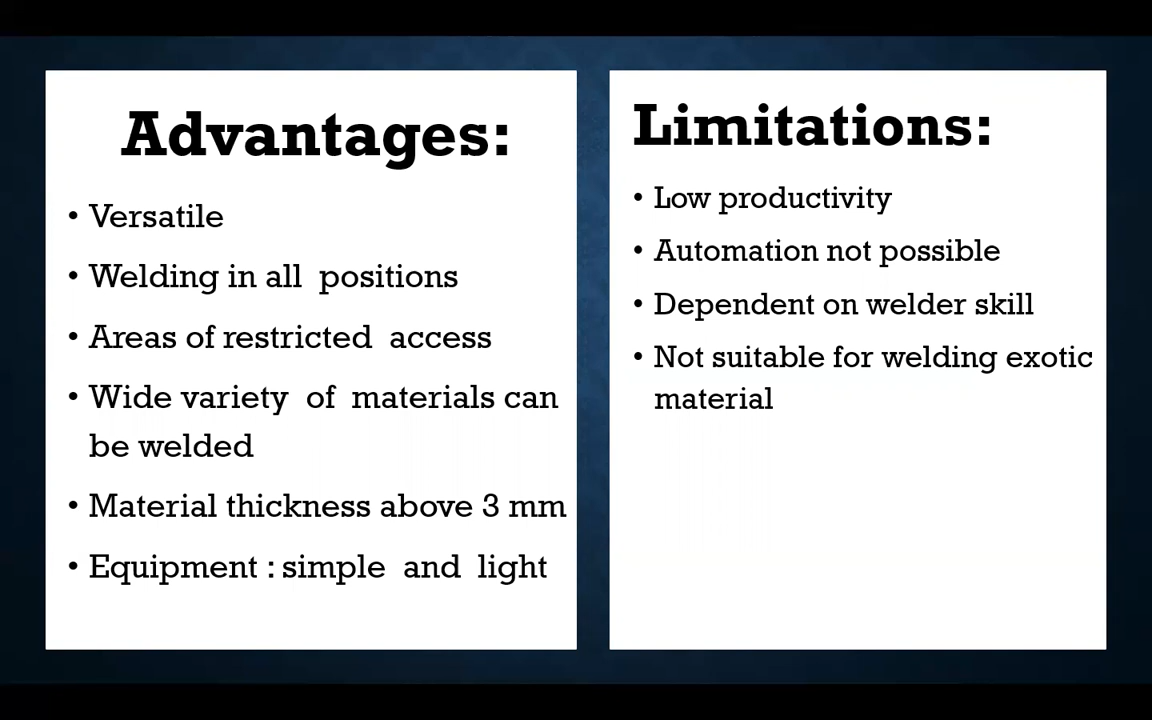 Advantages:
• Versatile
• Welding in all positions
• Areas of restricted access
• Wide variety of materials can
be welded
• Material thickness above 3 mm
• Equipment : simple and light
Limitations:
• Low productivity
• Automation not possible
• Dependent on welder skill
• Not suitable for welding exotic
material